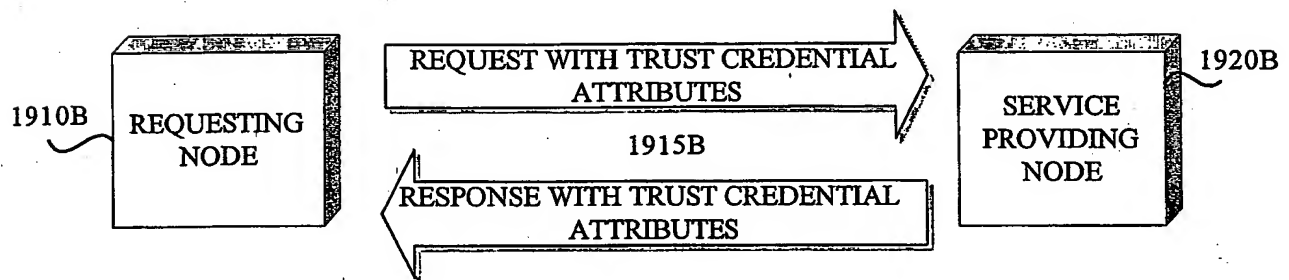 REQUEST WITH TRUST CREDENTIAL
ATTRIBUTES
1910B
REQUESTING
NODE
1915B
1920B
SERVICE
PROVIDING
NODE
RESPONSE WITH TRUST CREDENTIAL
ATTRIBUTES